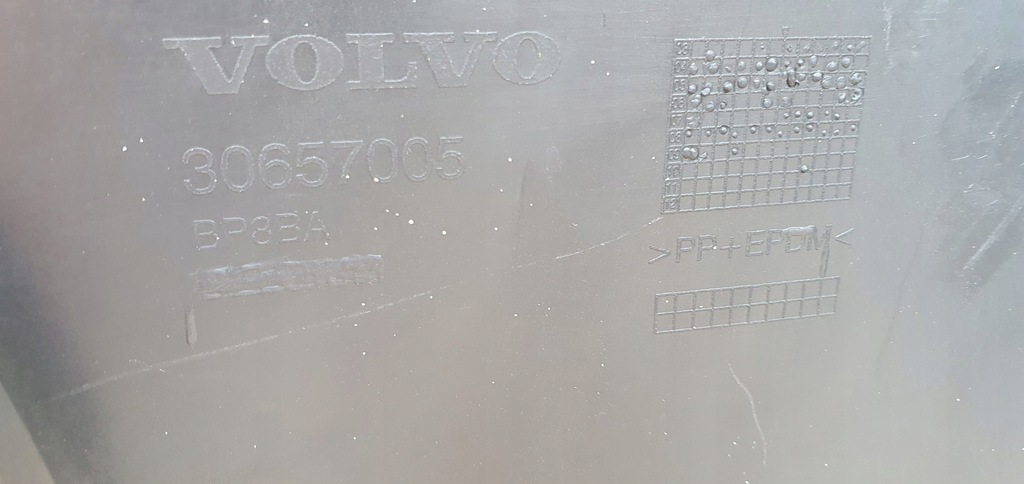 VOLVO
30657005
BP8BA
>PP+EPDM<